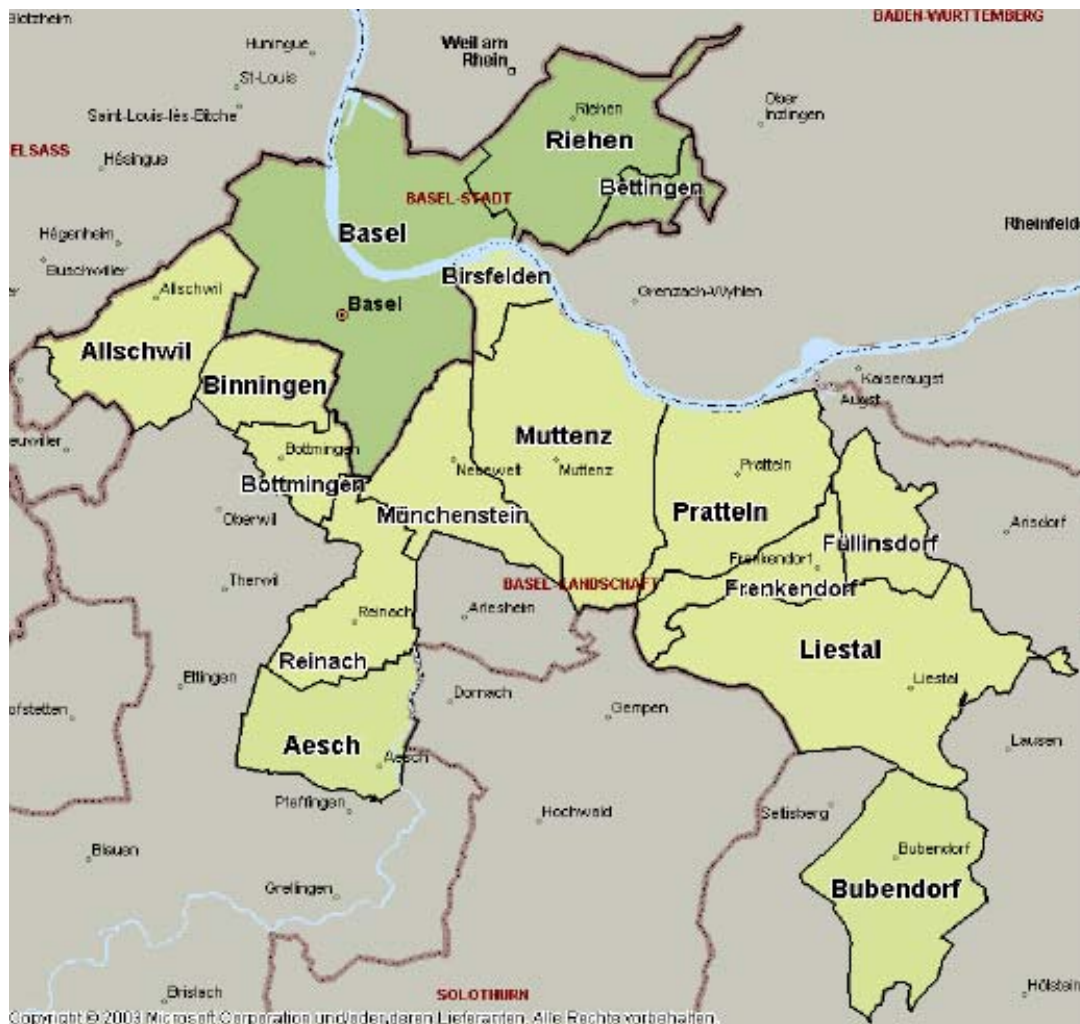 Blotzheim
BADEN-WÜRTTEMBERG
Huningue
Weil am
Rhein
St-Louis
Saint-Louis-lès-Bitche
Riehen
Ober
Inzlingen
Riehen
ELSASS
Hésingue
Bettingen
BASEL-STADT
Hégenheim
Basel
Rheinfelde
Buschwiller
Birsfelden
Allschwil
Grenzach-Wyhlen
Basel
Allschwil
Binningen
Kaiseraugst
Augst
Muttenz
Bottmingen
Neuewelt
Muttenz
Pratteln
euwiller
Bottmingen
Münchenstein
Pratteln
Oberwil
Arisdorf
Füllinsdorf
Frenkendorf
Therwil
BASEL-LANDSCHAFT
Frenkendorf
Reinach
Arlesheim
Liestal
Reinach
Ettingen
Dornach
Liestal
ofstetten
Gempen
Aesch
Lausen
Aesch
Pfeffingen
Hochwald
Seltisberg
Blauen
Bubendorf
Grellingen
Bubendorf
Brislach
SOLOTHURN
Hölstein
Copyright © 2003 Microsoft Corporation und/oder deren Lieferanten. Alle Rechte vorbehalten.